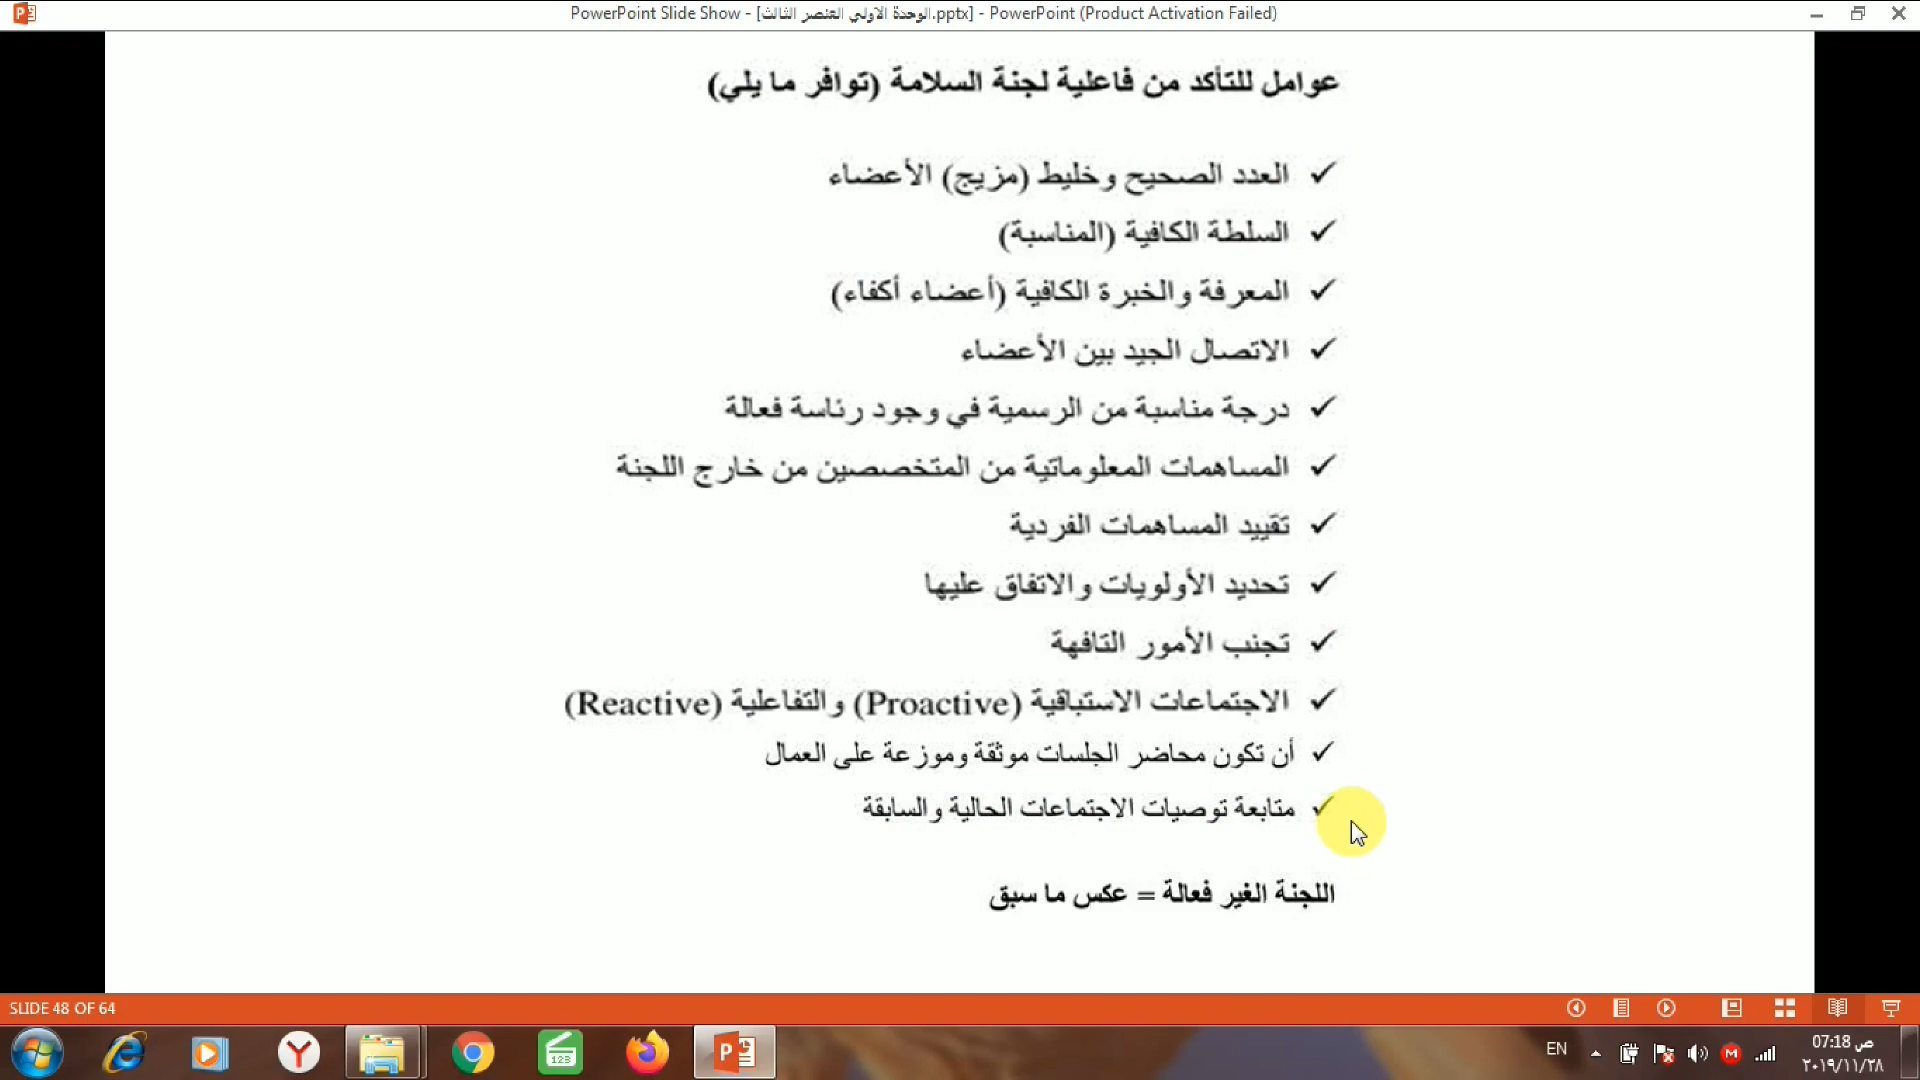 PowerPoint Slide Show - [الوحدة الاولي العنصر الثالث.pptx] - PowerPoint (Product Activation Failed)
عوامل للتأكد من فاعلية لجنة السلامة (توافر ما يلي)
✓ العدد الصحيح وخليط (مزيج) الأعضاء
✓ السلطة الكافية (المناسبة)
✓ المعرفة والخبرة الكافية (أعضاء أكفاء)
✓ الاتصال الجيد بين الأعضاء
✓ درجة مناسبة من الرسمية في وجود رئاسة فعالة
✓ المساهمات المعلوماتية من المتخصصين من خارج اللجنة
✓ تقييد المساهمات الفردية
✓ تحديد الأولويات والاتفاق عليها
✓ تجنب الأمور التافهة
✓ الاجتماعات الاستباقية (Proactive) والتفاعلية (Reactive)
✓ أن تكون محاضر الجلسات موثقة وموزعة على العمال
✓ متابعة توصيات الاجتماعات الحالية والسابقة
اللجنة الغير فعالة = عكس ما سبق
SLIDE 48 OF 64
123
EN
07:18 ص
٢٠١٩/١١/٢٨